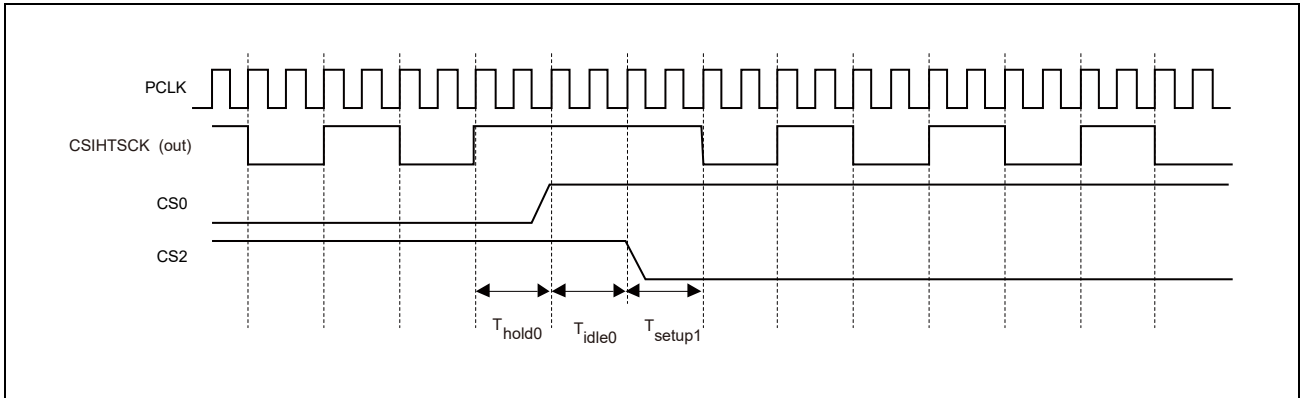 PCLK
CSIHTSCK (out)
CS0
CS2
Thold0
Tidle0
Tsetup1